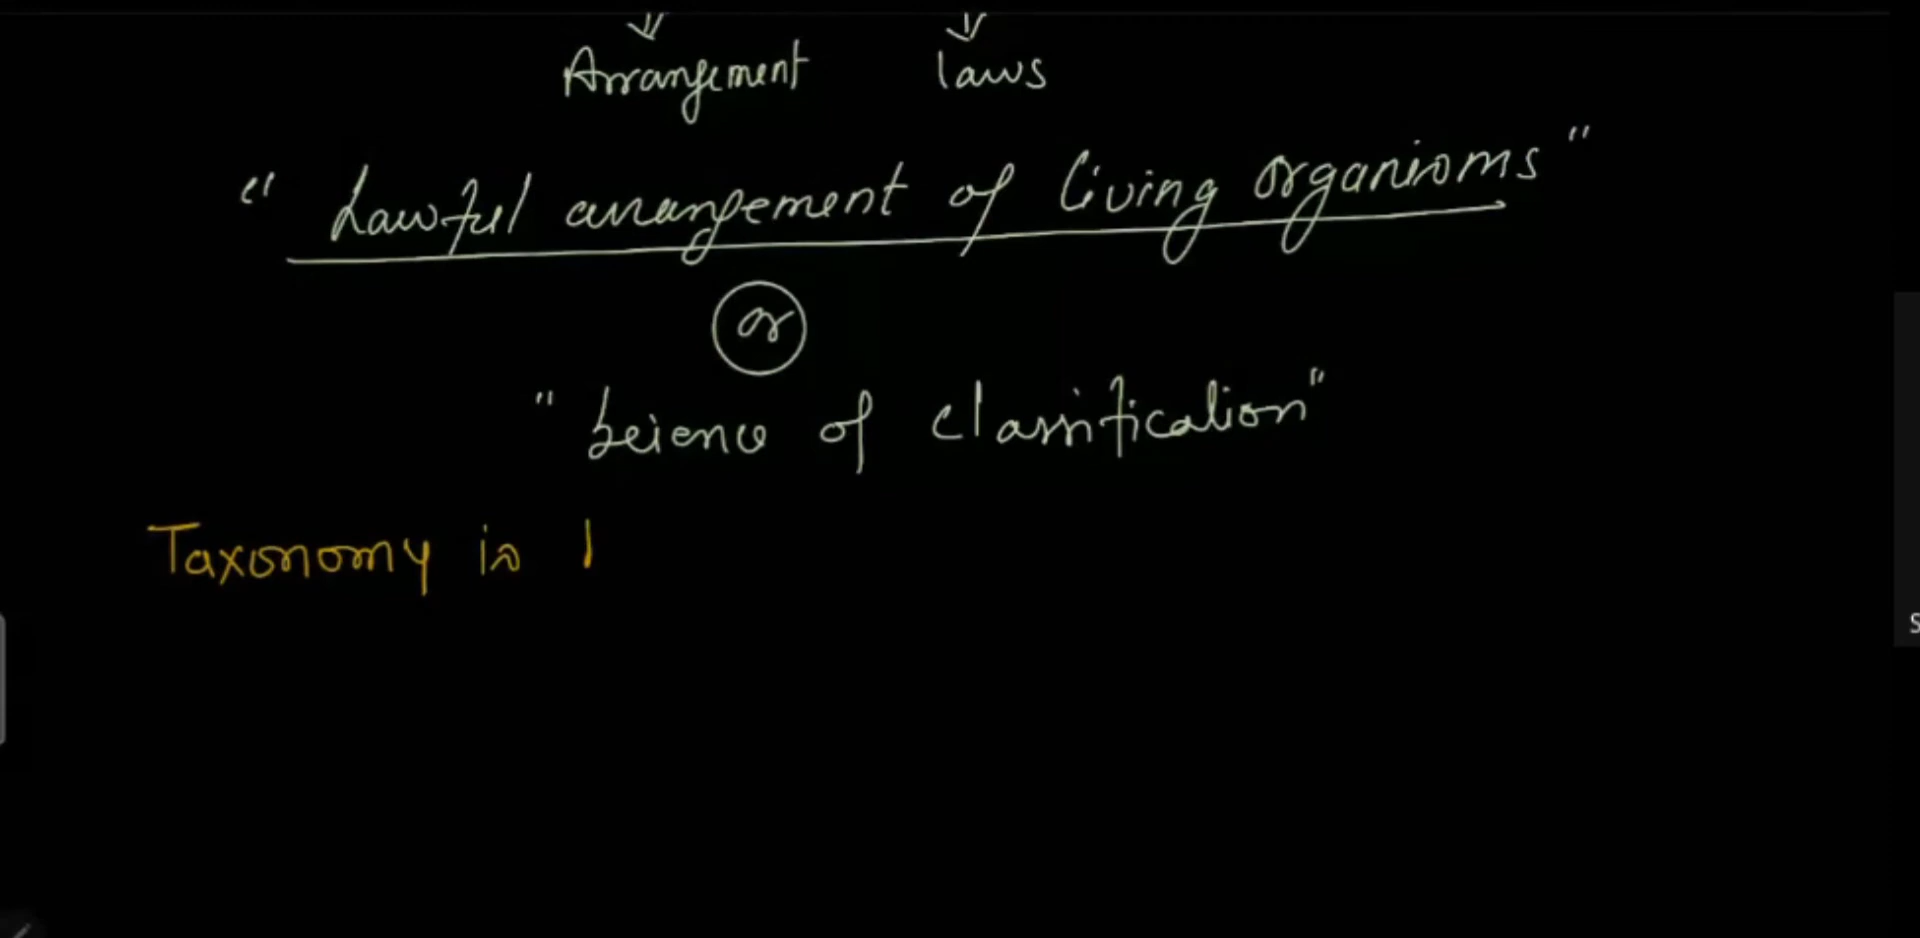 Arrangement laws
"Lawful arrangement of living organisms"
or
"Science of classification"
Taxonomy is
S